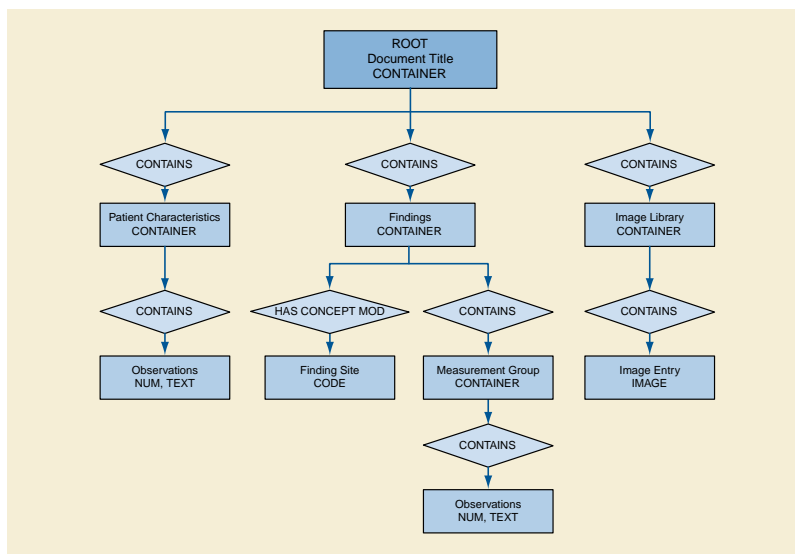 ROOT
Document Title
CONTAINER
CONTAINS
CONTAINS
CONTAINS
Patient Characteristics
CONTAINER
Findings
CONTAINER
Image Library
CONTAINER
CONTAINS
HAS CONCEPT MOD
CONTAINS
CONTAINS
Observations
NUM, TEXT
Finding Site
CODE
Measurement Group
CONTAINER
Image Entry
IMAGE
CONTAINS
Observations
NUM, TEXT